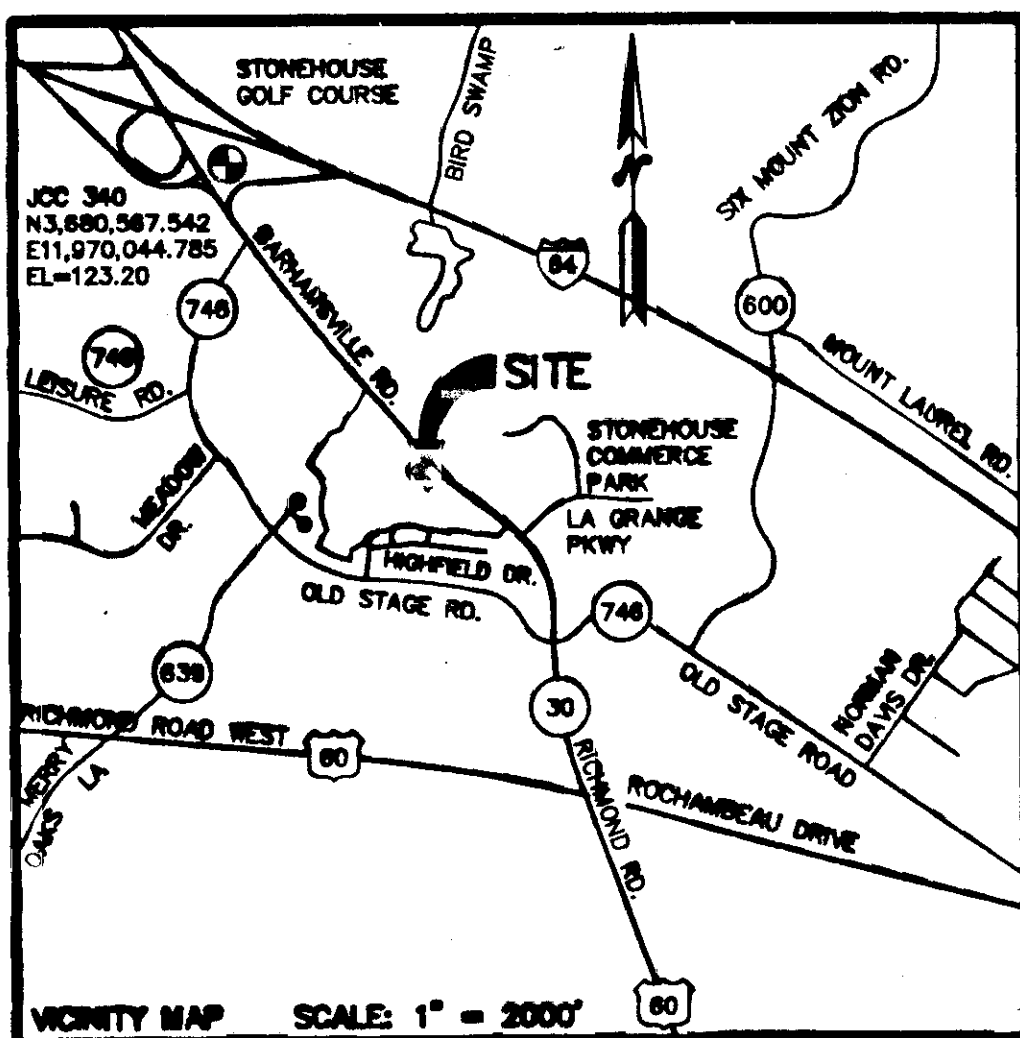 STONEHOUSE
GOLF COURSE
BIRD SWAMP
SIX MOUNT ZION RD.
N
JCC 340
N3,680,567.542
E11,970,044.785
EL=123.20
BARHAMSVILLE RD.
64
746
600
746
LEISURE RD.
MOUNT LAUREL RD.
SITE
STONEHOUSE
COMMERCE
PARK
LA GRANGE
PKWY
MEADOW
DR.
HIGHFIELD DR.
OLD STAGE RD.
746
639
30
OLD STAGE ROAD
NORMAN
DAVIS DR.
RICHMOND ROAD WEST
60
MERRY
OAKS LA
RICHMOND RD.
ROCHAMBEAU DRIVE
60
VICINITY MAP SCALE: 1" = 2000'